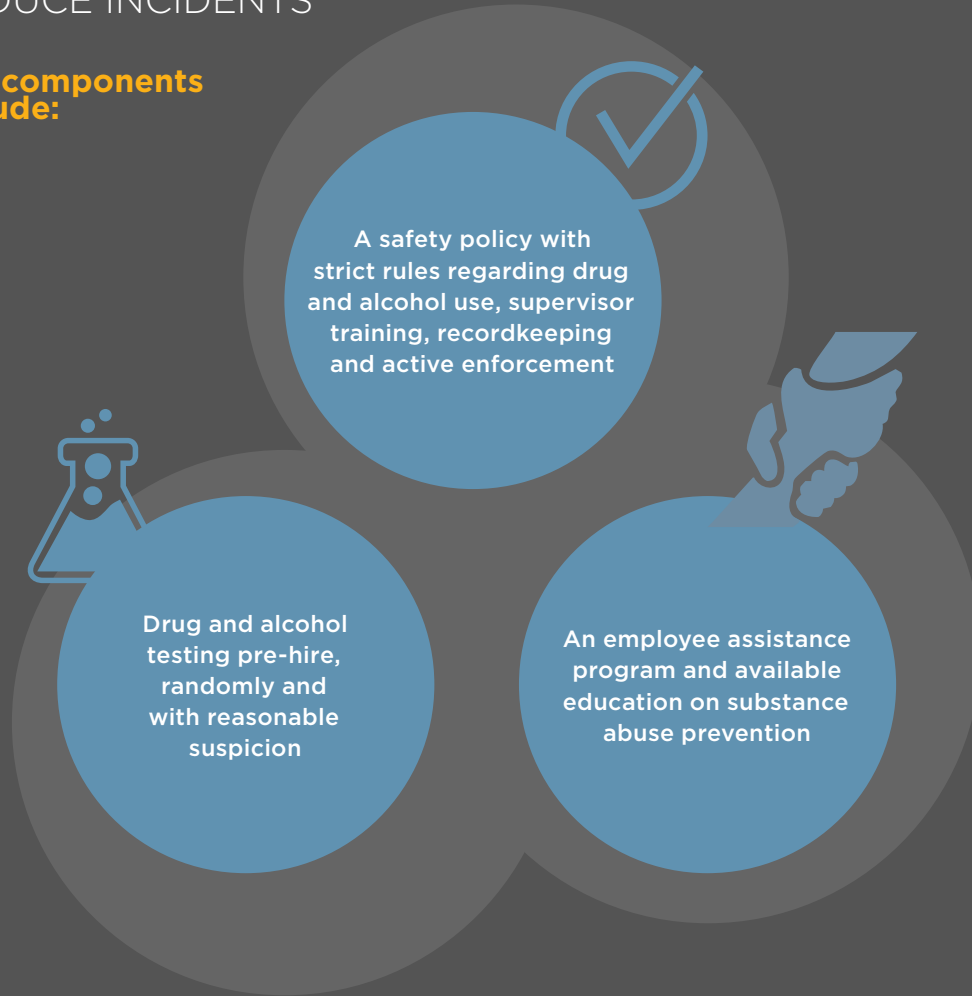 DUCE INCIDENTS
components
ude:
A safety policy with
strict rules regarding drug
and alcohol use, supervisor
training, recordkeeping
and active enforcement
Drug and alcohol
testing pre-hire,
randomly and
with reasonable
suspicion
An employee assistance
program and available
education on substance
abuse prevention